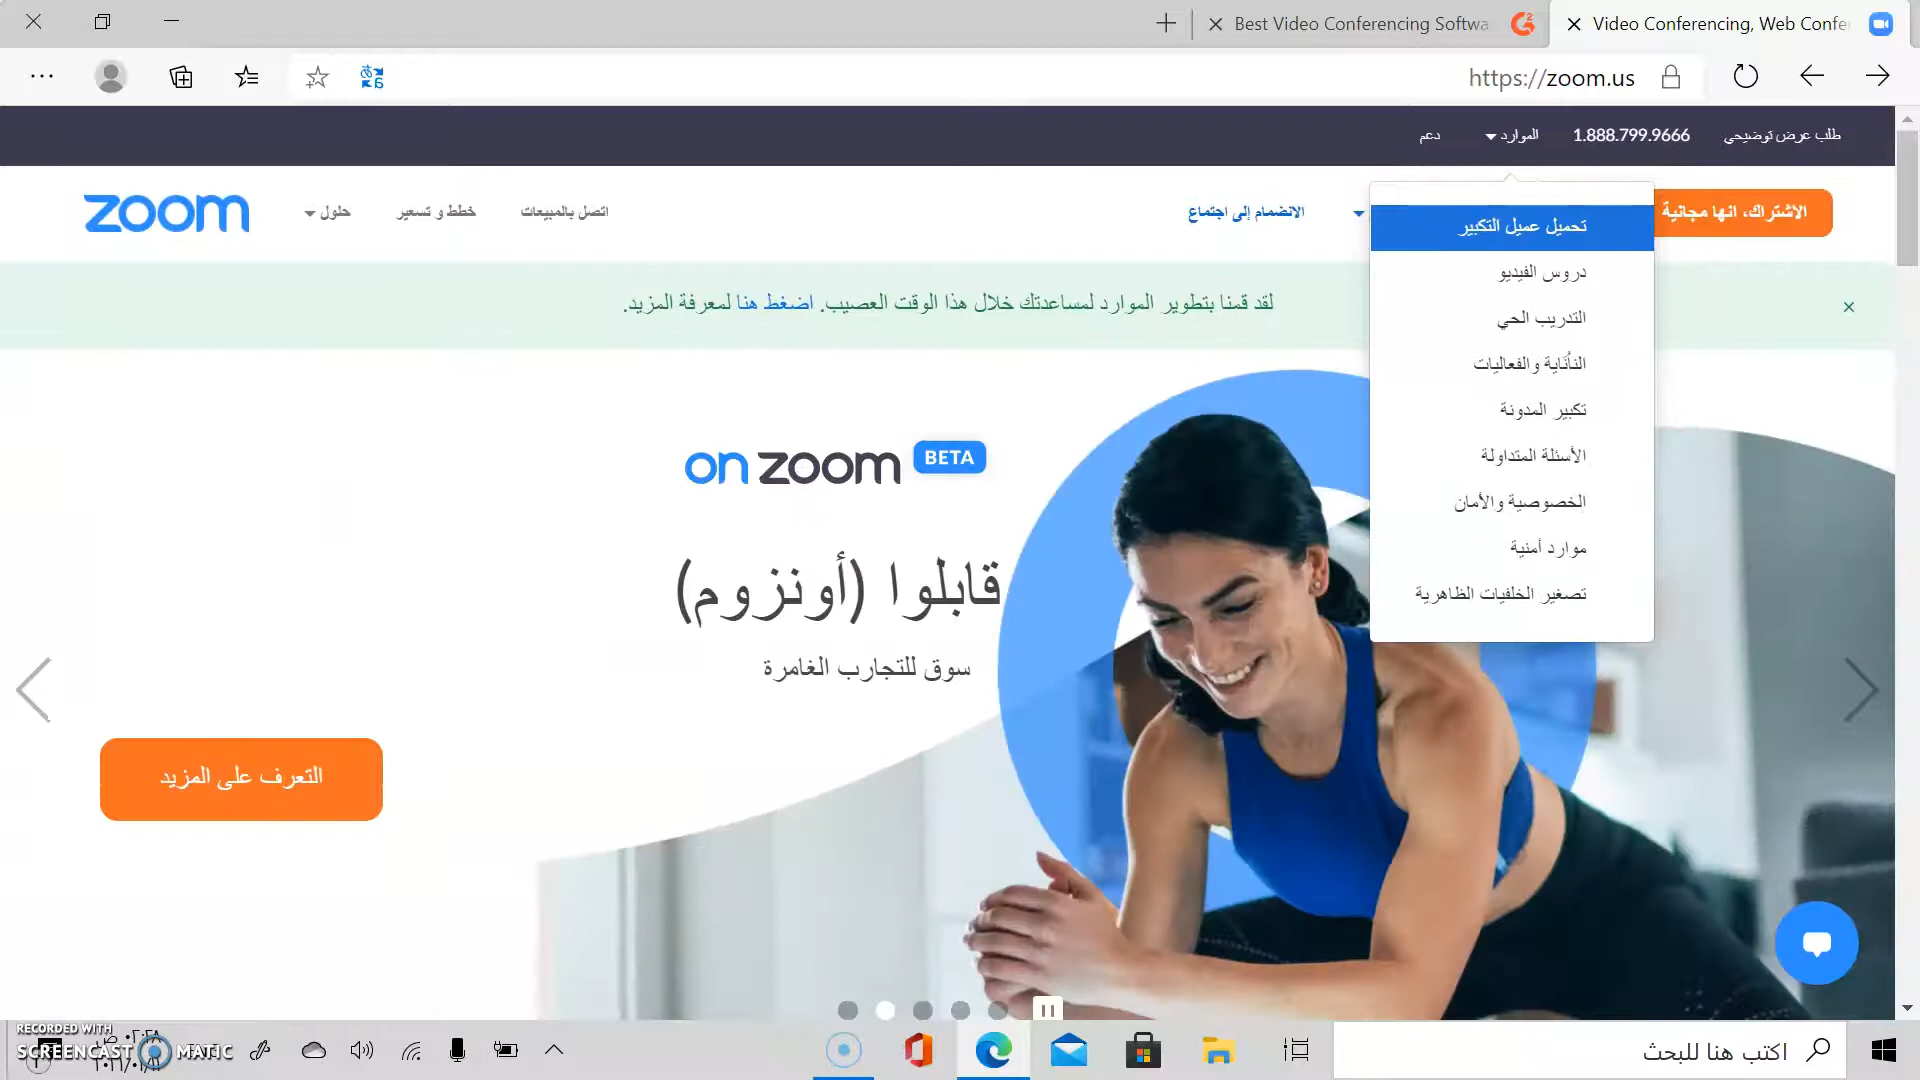 Video Conferencing, Web Confe
Best Video Conferencing Softwa
https://zoom.us
طلب عرض توضيحي
1.888.799.9666
الموارد
دعم
الاشتراك، انها مجانية
الانضمام إلى اجتماع
اتصل بالمبيعات
خطط و تسعير
حلول
zoom
تحميل عميل التكبير
دروس الفيديو
التدريب الحي
والفعاليات
تكبير المدونة
الأسئلة المتداولة
الخصوصية والأمان
موارد أمنية
تصغير الخلفيات الظاهرية
لقد قمنا بتطوير الموارد لمساعدتك خلال هذا الوقت العصيب. اضغط هنا لمعرفة المزيد.
on zoom BETA
قابلوا (أونزوم)
سوق للتجارب الغامرة
التعرف على المزيد
اكتب هنا للبحث
RECORDED WITH
SCREENCAST MATIC